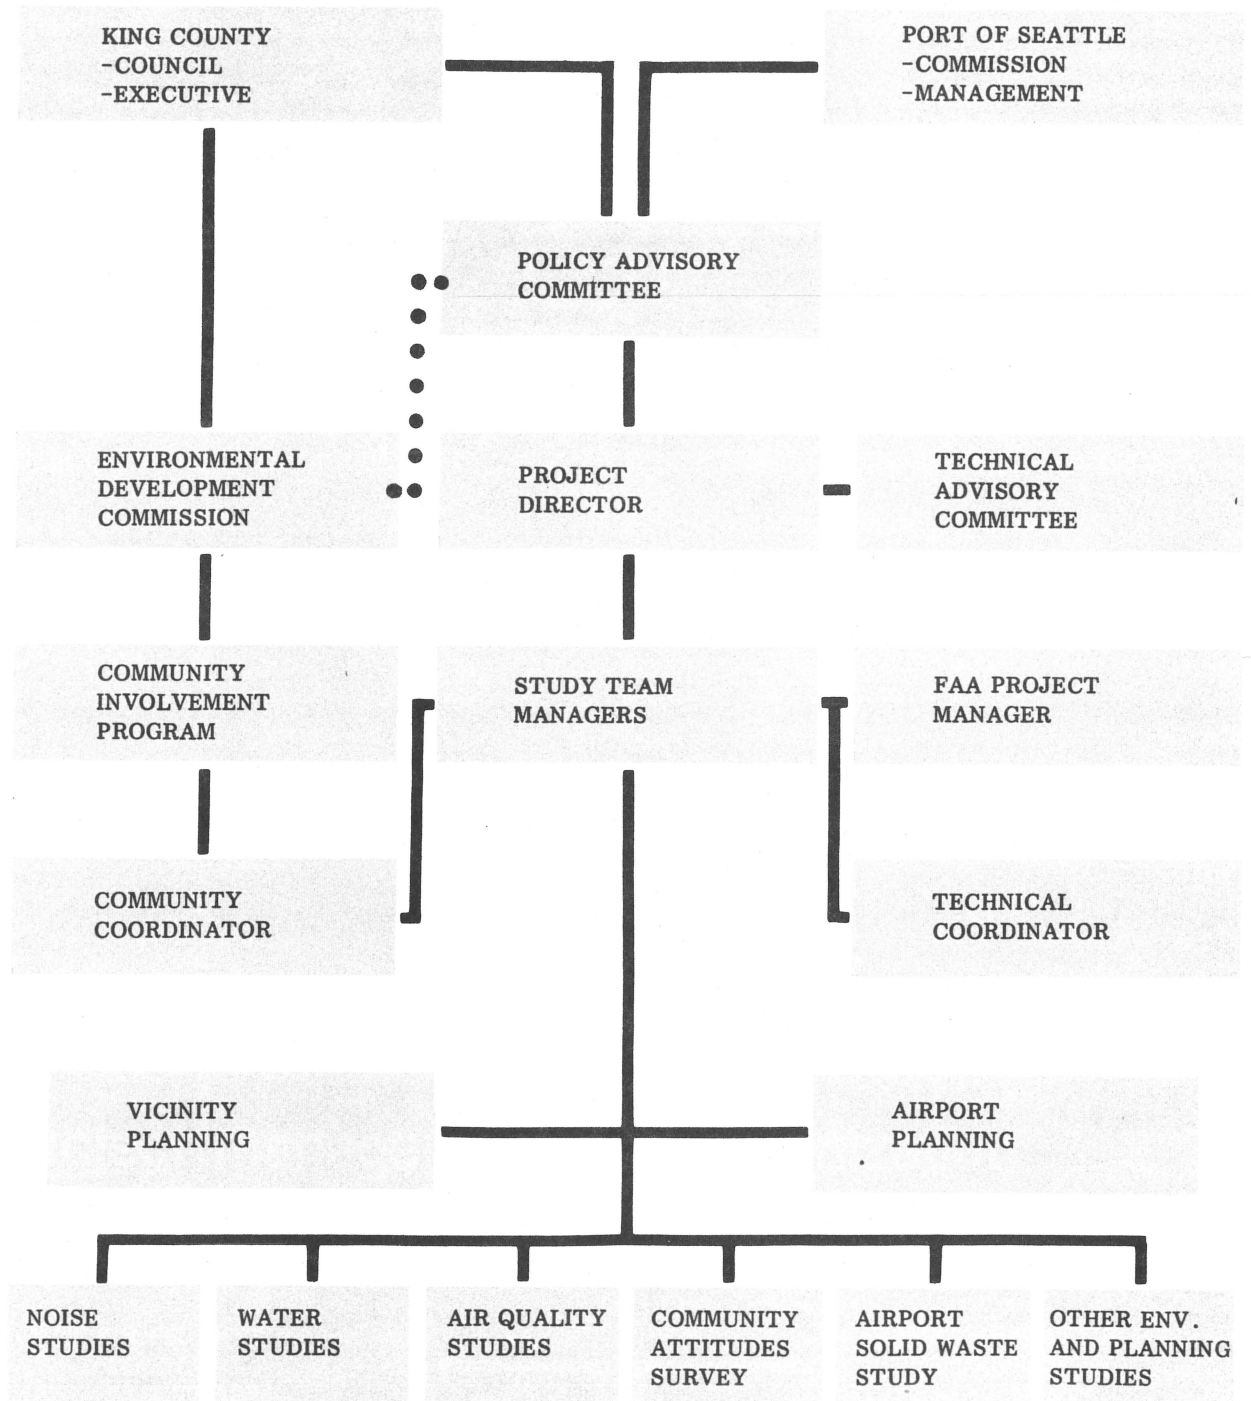 KING COUNTY
-COUNCIL
-EXECUTIVE
PORT OF SEATTLE
-COMMISSION
-MANAGEMENT
POLICY ADVISORY
COMMITTEE
ENVIRONMENTAL
DEVELOPMENT
COMMISSION
PROJECT
DIRECTOR
TECHNICAL
ADVISORY
COMMITTEE
COMMUNITY
INVOLVEMENT
PROGRAM
STUDY TEAM
MANAGERS
FAA PROJECT
MANAGER
COMMUNITY
COORDINATOR
TECHNICAL
COORDINATOR
VICINITY
PLANNING
AIRPORT
PLANNING
NOISE
STUDIES
WATER
STUDIES
AIR QUALITY
STUDIES
COMMUNITY
ATTITUDES
SURVEY
AIRPORT
SOLID WASTE
STUDY
OTHER ENV.
AND PLANNING
STUDIES